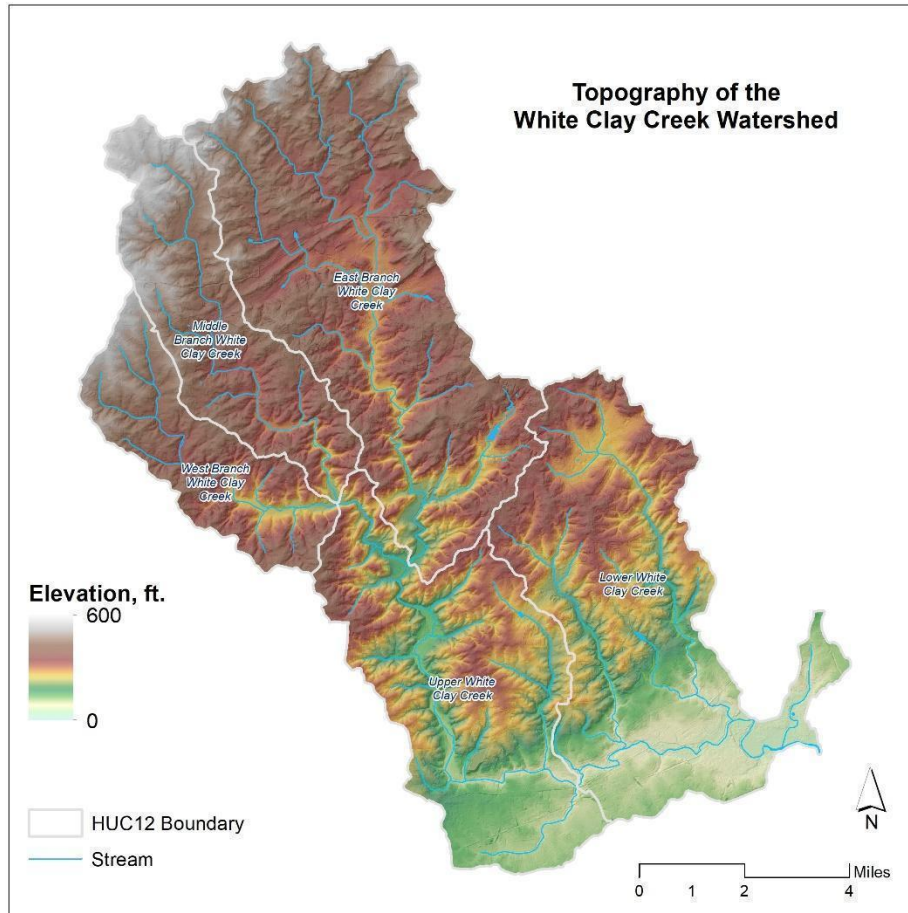 Topography of the
White Clay Creek Watershed
East Branch
White Clay
Creek
Middle
Branch White
Clay Creek
West Branch
White Clay
Creek
Lower White
Clay Creek
Upper White
Clay Creek
Elevation, ft.
600
0
HUC12 Boundary
Stream
N
Miles
0 1 2 4